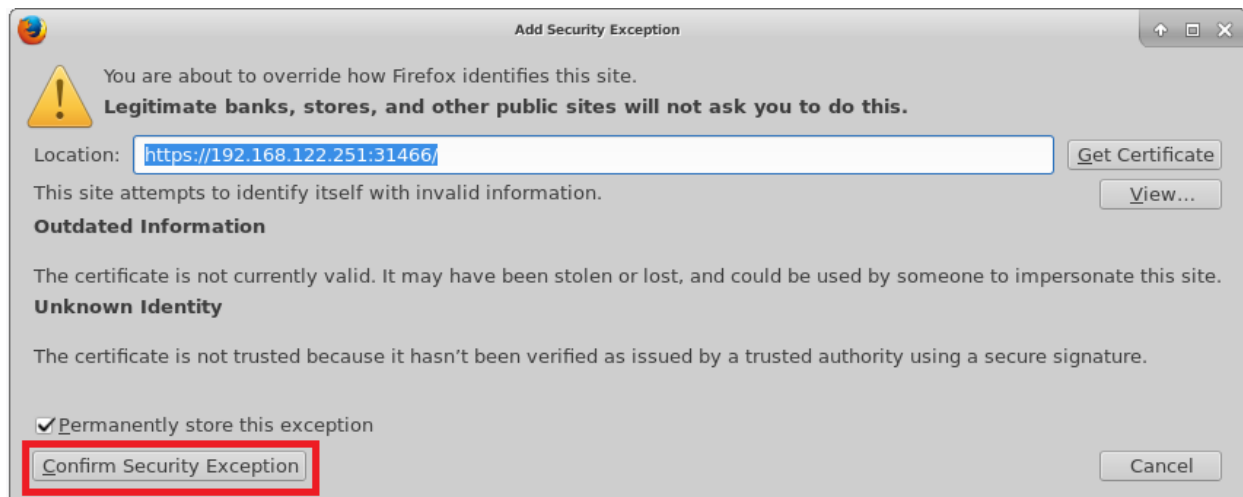 Add Security Exception
You are about to override how Firefox identifies this site.
Legitimate banks, stores, and other public sites will not ask you to do this.
Location: https://192.168.122.251:31466/ Get Certificate
This site attempts to identify itself with invalid information. View...
Outdated Information
The certificate is not currently valid. It may have been stolen or lost, and could be used by someone to impersonate this site.
Unknown Identity
The certificate is not trusted because it hasn’t been verified as issued by a trusted authority using a secure signature.
Permanently store this exception
Confirm Security Exception Cancel